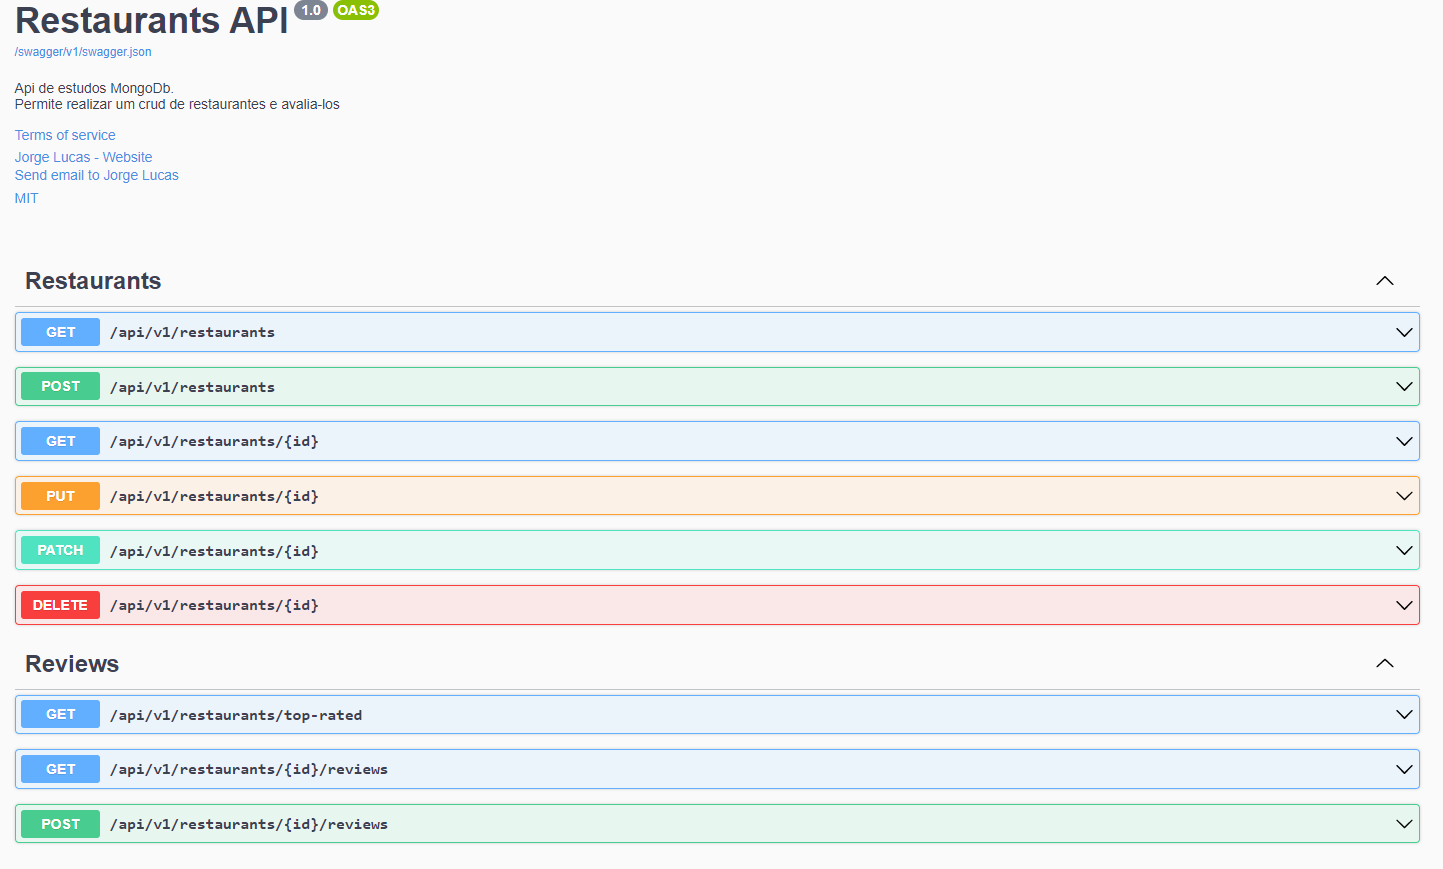 Restaurants API 1.0 OAS3
/swagger/v1/swagger.json
Api de estudos MongoDb.
Permite realizar um crud de restaurantes e avalia-los
Terms of service
Jorge Lucas - Website
Send email to Jorge Lucas
MIT
Restaurants
GET /api/v1/restaurants
POST /api/v1/restaurants
GET /api/v1/restaurants/{id}
PUT /api/v1/restaurants/{id}
PATCH /api/v1/restaurants/{id}
DELETE /api/v1/restaurants/{id}
Reviews
GET /api/v1/restaurants/top-rated
GET /api/v1/restaurants/{id}/reviews
POST /api/v1/restaurants/{id}/reviews